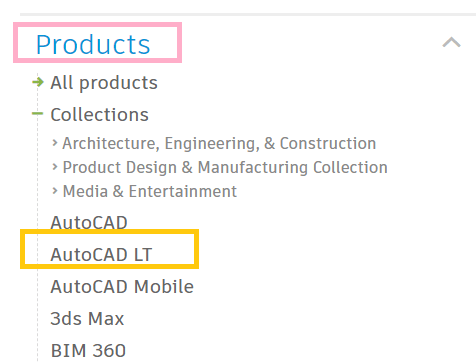 Products
All products
Collections
Architecture, Engineering, & Construction
Product Design & Manufacturing Collection
Media & Entertainment
AutoCAD
AutoCAD LT
AutoCAD Mobile
3ds Max
BIM 360